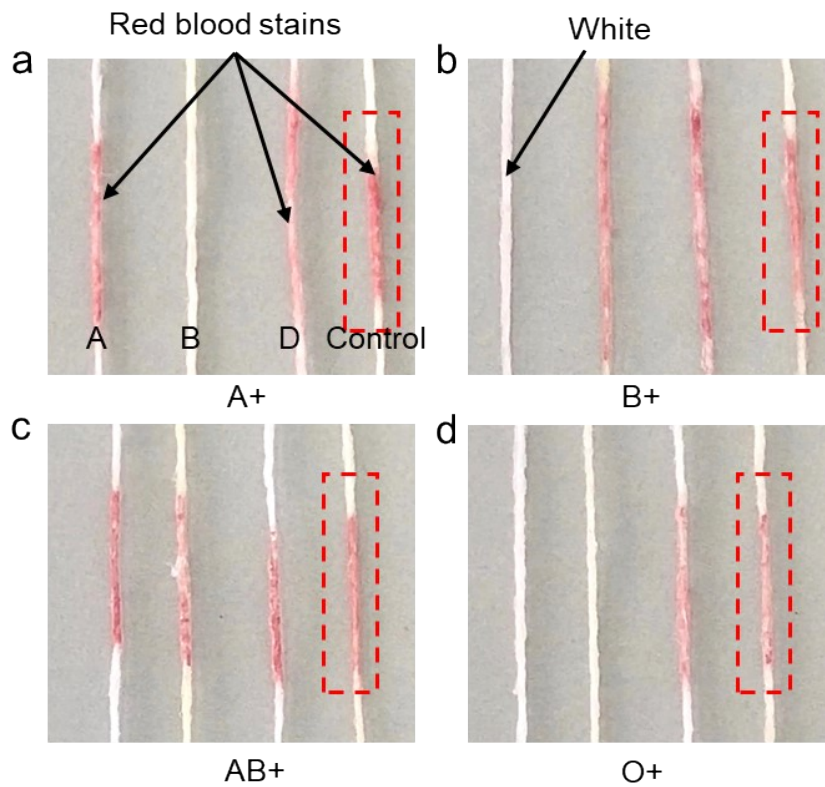 Red blood stains
White
a
b
A B D Control
A+
B+
c
d
AB+
O+